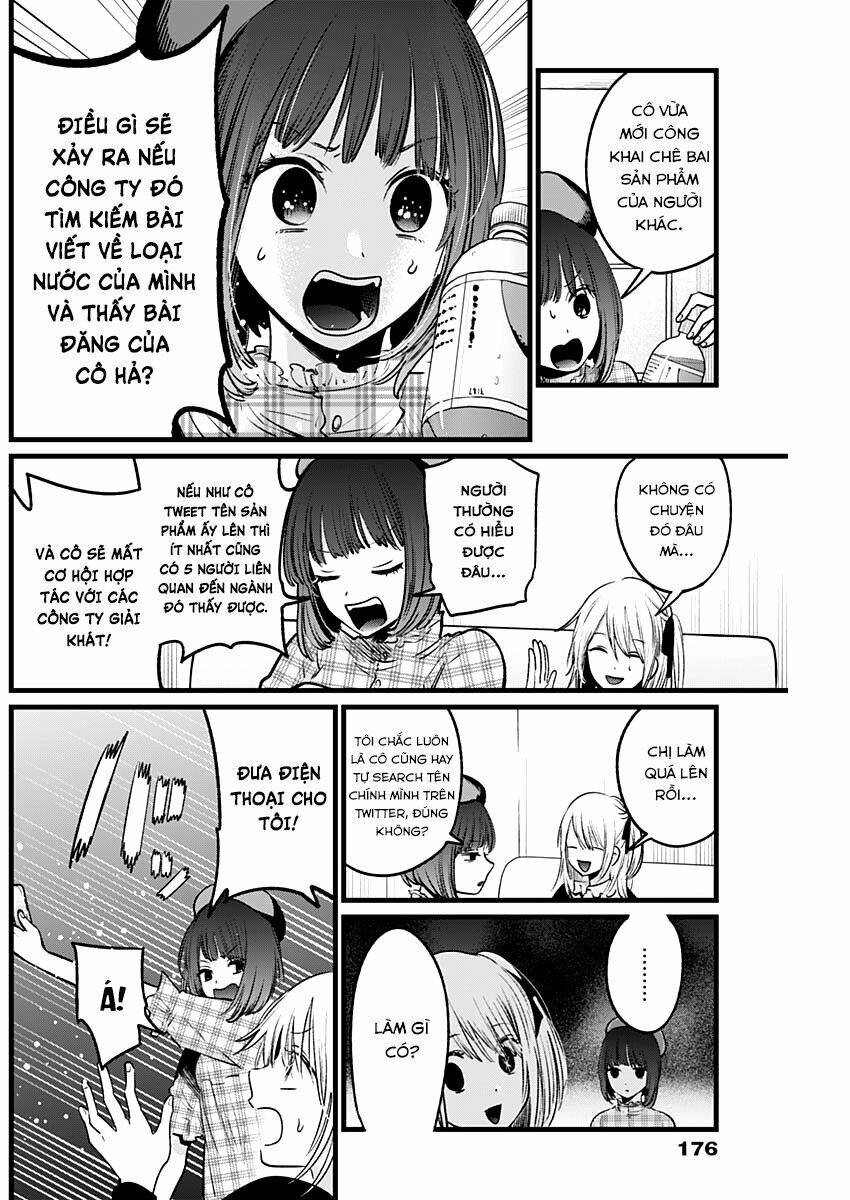 CÔ VỪA
MỚI CÔNG
KHAI CHÊ BAI
SẢN PHẨM
CỦA NGƯỜI
KHÁC.
ĐIỀU GÌ SẼ
XẢY RA NẾU
CÔNG TY ĐÓ
TÌM KIẾM BÀI
VIẾT VỀ LOẠI
NƯỚC CỦA MÌNH
VÀ THẤY BÀI
ĐĂNG CỦA
CÔ HẢ?
KHÔNG CÓ
CHUYỆN
ĐÓ ĐÂU
MÀ...
NGƯỜI
THƯỜNG
CÓ HIỂU
ĐƯỢC
ĐÂU...
NẾU NHƯ CÔ
TWEET TÊN SẢN
PHẨM ẤY LÊN THÌ
ÍT NHẤT CŨNG
CÓ 5 NGƯỜI LIÊN
QUAN ĐẾN NGÀNH
ĐÓ THẤY ĐƯỢC.
VÀ CÔ SẼ MẤT
CƠ HỘI HỢP
TÁC VỚI CÁC
CÔNG TY GIẢI
KHÁT!
CHỊ LÀM
QUÁ LÊN
RỒI...
TÔI CHẮC LUÔN
LÀ CÔ CŨNG HAY
TỰ SEARCH TÊN
CHÍNH MÌNH TRÊN
TWITTER, ĐÚNG
KHÔNG?
.........
LÀM GÌ
CÓ?
ĐƯA ĐIỆN
THOẠI CHO
TÔI!
Á!
176